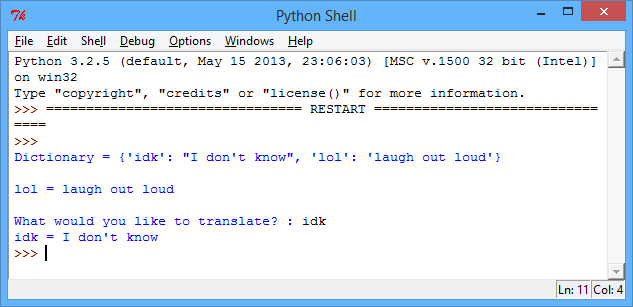 Python Shell
File Edit Shell Debug Options Windows Help
Python 3.2.5 (default, May 15 2013, 23:06:03) [MSC v.1500 32 bit (Intel)]
on win32
Type "copyright", "credits" or "license()" for more information.
>>> ================================ RESTART ============================
====
>>>
Dictionary = {'idk': "I don't know", 'lol': 'laugh out loud'}
lol = laugh out loud
What would you like to translate? : idk
idk = I don't know
>>>
Ln: 11 Col: 4